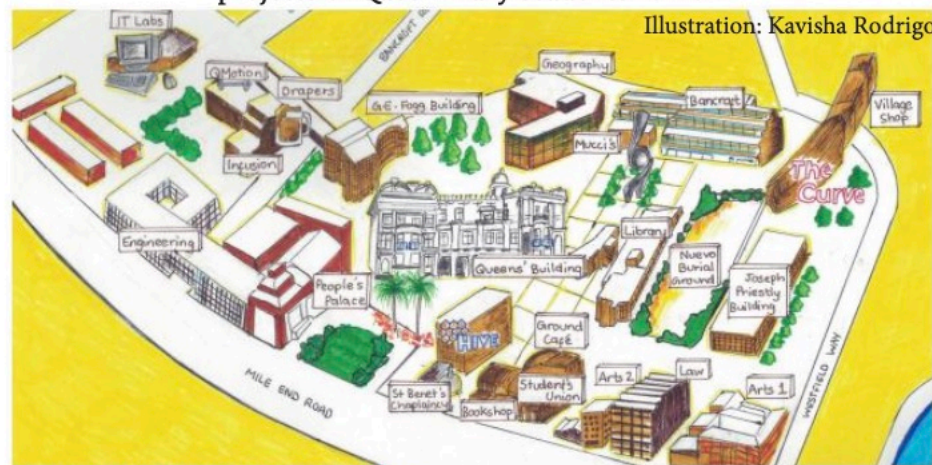 Illustration: Kavisha Rodrigo
IT Labs
BANCROFT
QMotion
Drapers
Geography
G.E. Fogg Building
Bancroft
Village
Shop
Mucci's
Infusion
The
Curve
Engineering
Library
Queens' Building
Nuevo
Burial
Ground
Joseph
Priestly
Building
People's
Palace
HIVE
Ground
Café
MILE END ROAD
St Benet's
Chaplaincy
Bookshop
Student's
Union
Arts 2
Law
Arts 1
WESTFIELD WAY